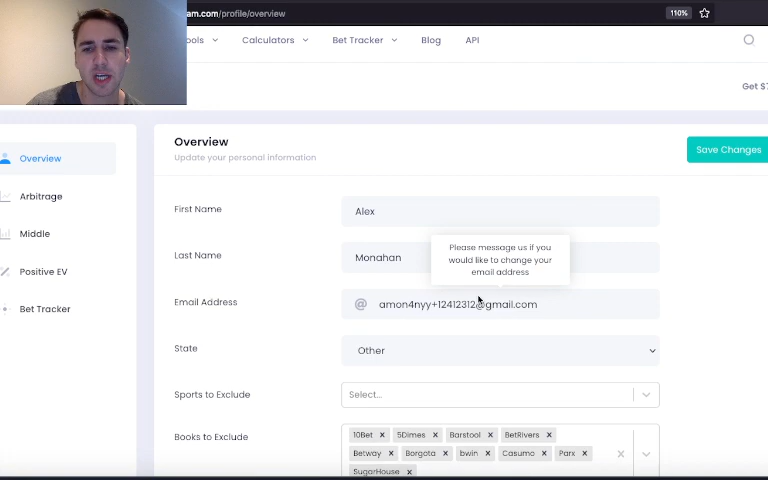 am.com/profile/overview 110%
ools Calculators Bet Tracker Blog API
Get $7
Overview
Update your personal information
Save Changes
Overview
Arbitrage
Middle
Positive EV
Bet Tracker
First Name Alex
Last Name Monahan
Please message us if you
would like to change your
email address
Email Address @ amon4nyy+12412312@gmail.com
State Other
Sports to Exclude Select...
Books to Exclude
10Bet × 5Dimes × Barstool × BetRivers ×
Betway × Borgota × bwin × Casumo × Parx ×
SugarHouse ×